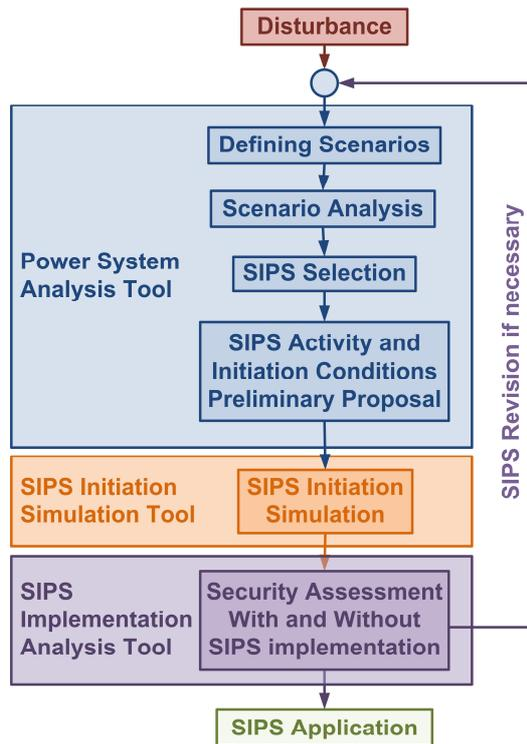 Disturbance
Defining Scenarios
Scenario Analysis
Power System
Analysis Tool
SIPS Selection
SIPS Activity and
Initiation Conditions
Preliminary Proposal
SIPS Revision if necessary
SIPS Initiation
Simulation Tool
SIPS Initiation
Simulation
SIPS
Implementation
Analysis Tool
Security Assessment
With and Without
SIPS implementation
SIPS Application